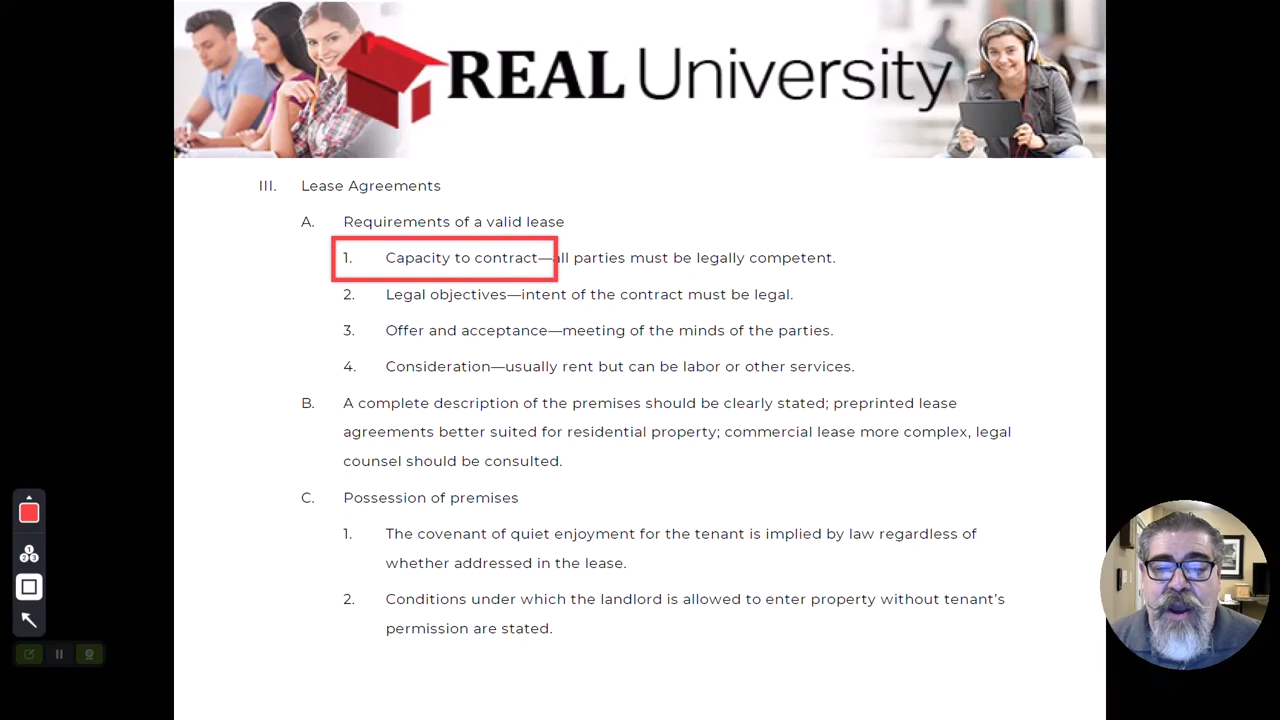 REAL University
III. Lease Agreements
A. Requirements of a valid lease
1. Capacity to contract—all parties must be legally competent.
2. Legal objectives—intent of the contract must be legal.
3. Offer and acceptance—meeting of the minds of the parties.
4. Consideration—usually rent but can be labor or other services.
B. A complete description of the premises should be clearly stated; preprinted lease
agreements better suited for residential property; commercial lease more complex, legal
counsel should be consulted.
C. Possession of premises
1. The covenant of quiet enjoyment for the tenant is implied by law regardless of
whether addressed in the lease.
2. Conditions under which the landlord is allowed to enter property without tenant’s
permission are stated.